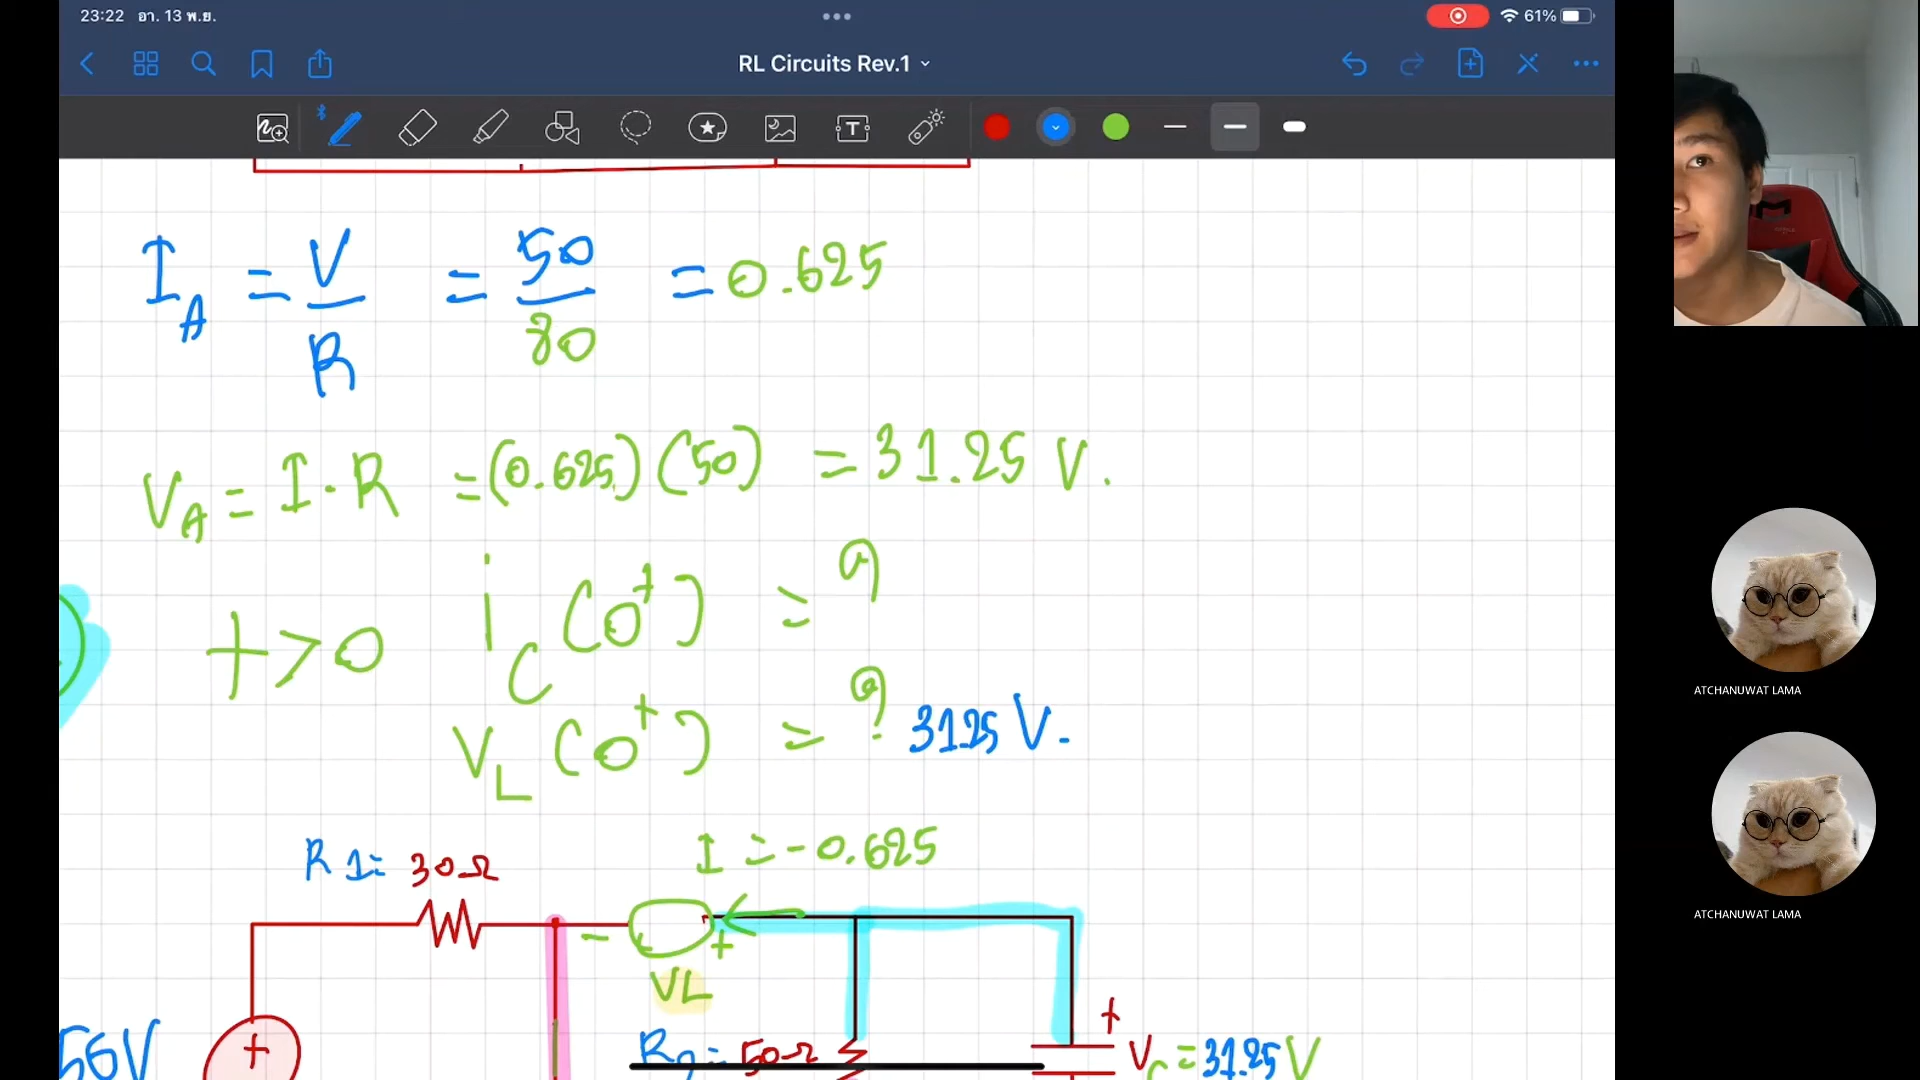 23:22 อา. 13 พ.ย.
61%
RL Circuits Rev.1
I_A = V/R = 50/80 = 0.625
V_A = I · R = (0.625)(50) = 31.25 V.
t>0 i_C (0⁺) = ?
V_L (0⁺) = ? 31.25 V.
I = -0.625
R1= 30Ω
- +
VL
50V
+
R2= 50Ω
+
V_C = 31.25 V
ATCHANUWAT LAMA
ATCHANUWAT LAMA